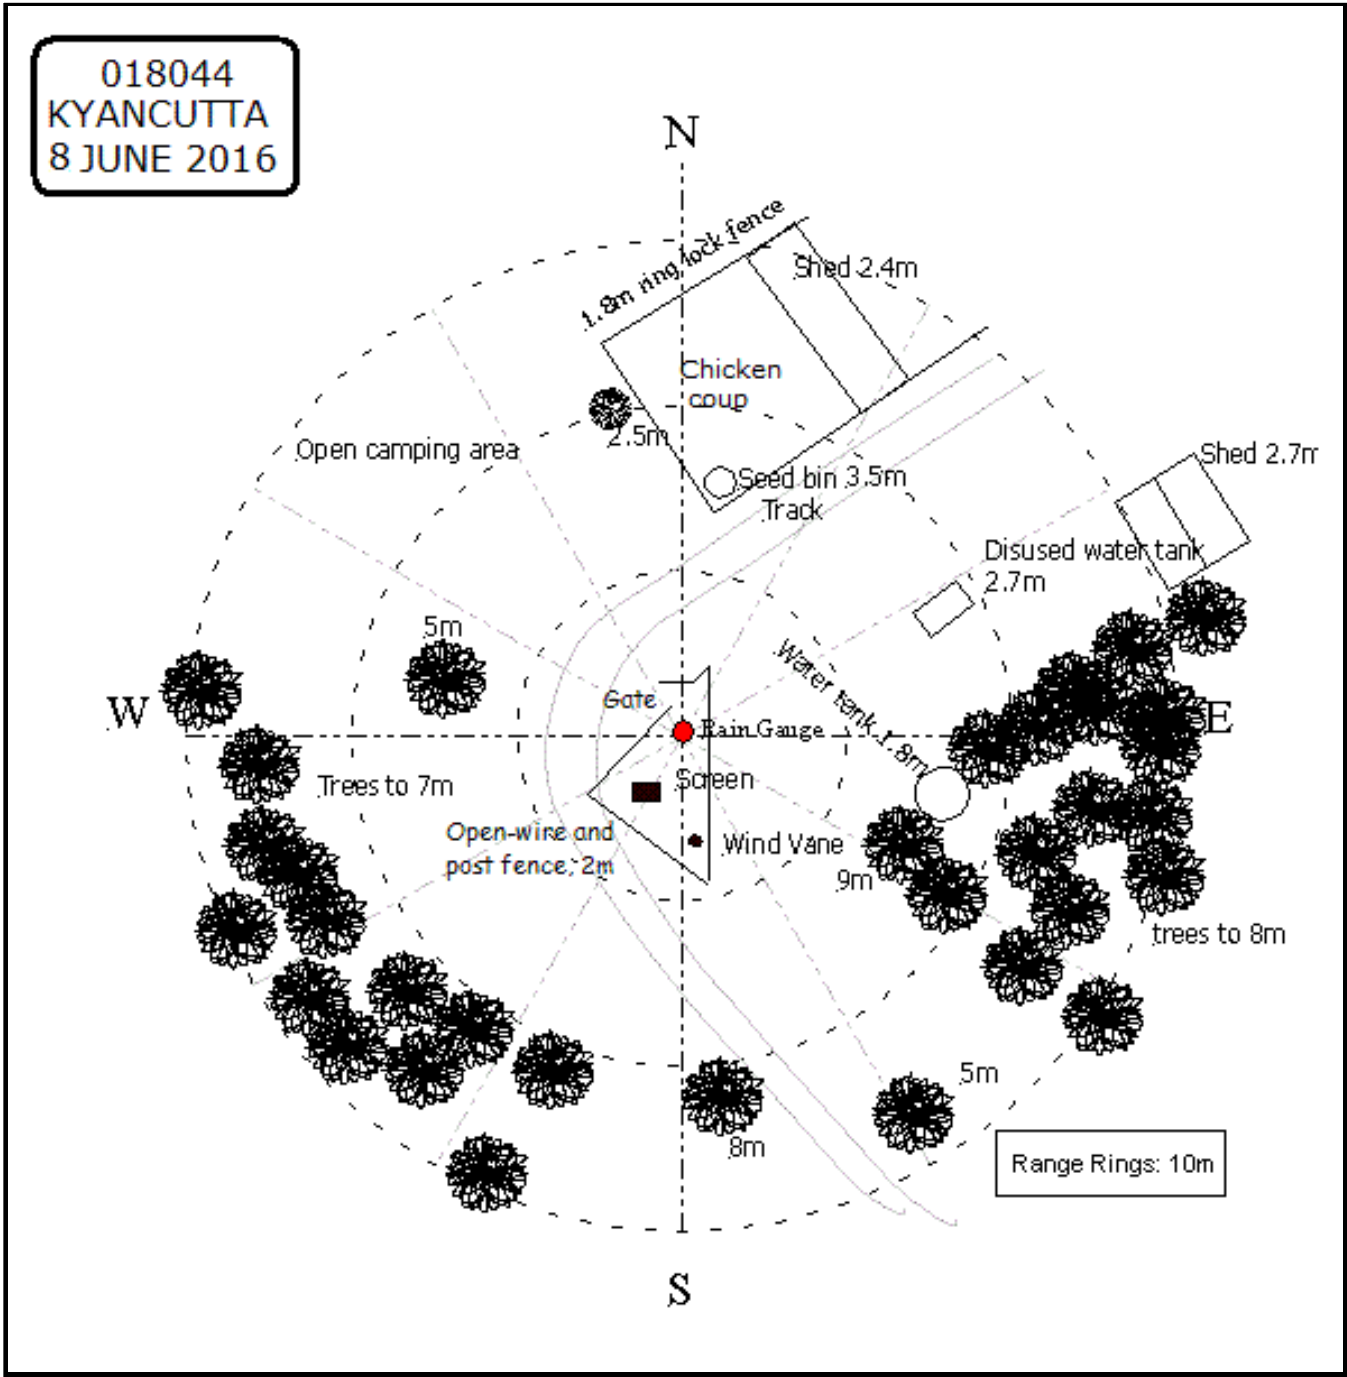 018044
KYANCUTTA
8 JUNE 2016
N
1.8m ring lock fence
Shed 2.4m
Chicken
coup
2.5m
Open camping area
Shed 2.7m
Seed bin 3.5m
Track
Disused water tank
2.7m
5m
Water tank 1.8m
Gate
W
E
Rain Gauge
Trees to 7m
Screen
Open-wire and
post fence, 2m
Wind Vane
9m
trees to 8m
5m
8m
Range Rings: 10m
S